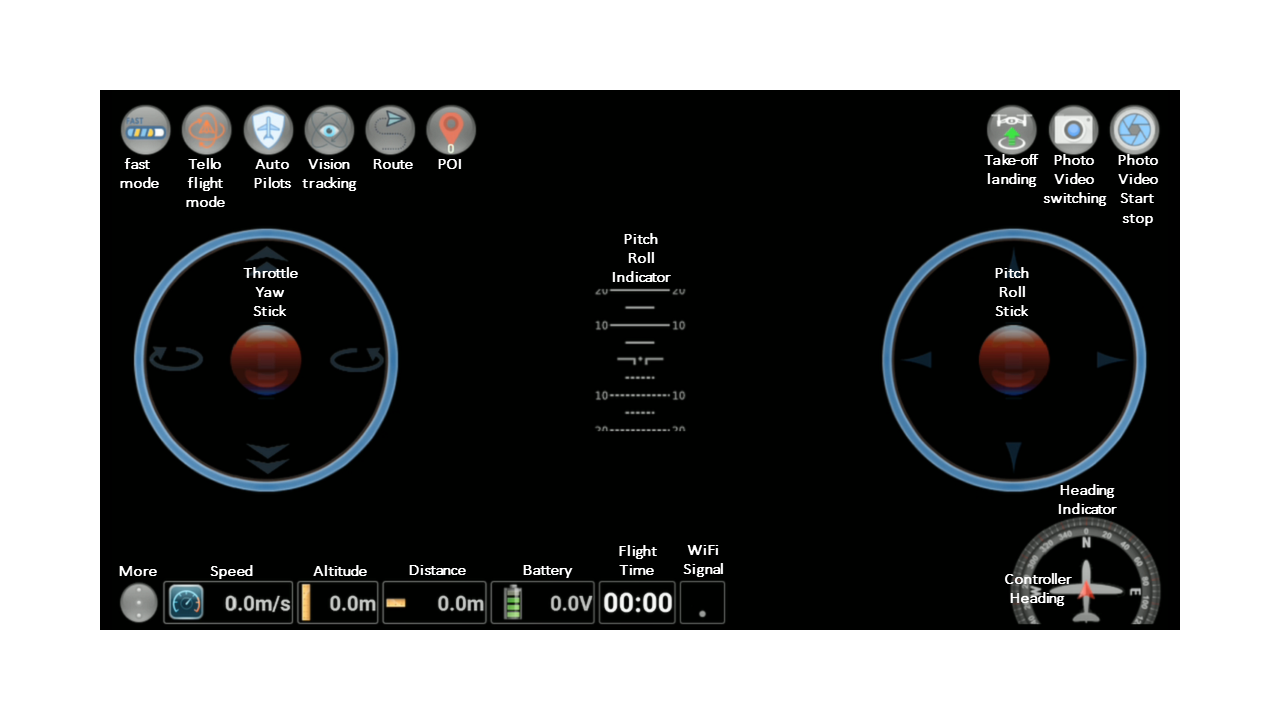 FAST
0
fast
mode
Tello
flight
mode
Auto
Pilots
Vision
tracking
Route
POI
Take-off
landing
Photo
Video
switching
Photo
Video
Start
stop
Throttle
Yaw
Stick
Pitch
Roll
Indicator
20 20
10 10
10 10
20 20
Pitch
Roll
Stick
Heading
Indicator
N
E
Controller
Heading
More
Speed
Altitude
Distance
Battery
Flight
Time
WiFi
Signal
0.0m/s
0.0m
0.0m
0.0V
00:00